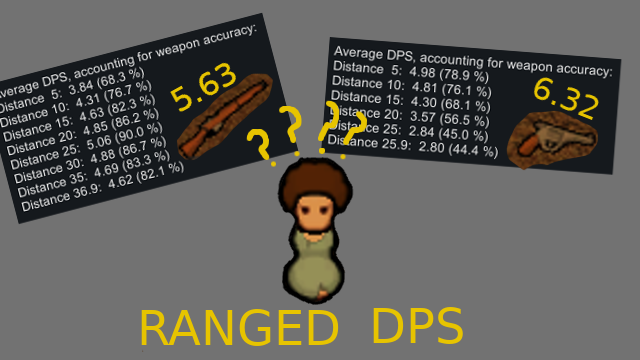 Average DPS, accounting for weapon accuracy:
Distance 5: 3.84 (68.3 %)
Distance 10: 4.31 (76.7 %)
Distance 15: 4.63 (82.3 %)
Distance 20: 4.85 (86.2 %)
Distance 25: 5.06 (90.0 %)
Distance 30: 4.88 (86.7 %)
Distance 35: 4.69 (83.3 %)
Distance 36.9: 4.62 (82.1 %)
5.63
Average DPS, accounting for weapon accuracy:
Distance 5: 4.98 (78.9 %)
Distance 10: 4.81 (76.1 %)
Distance 15: 4.30 (68.1 %)
Distance 20: 3.57 (56.5 %)
Distance 25: 2.84 (45.0 %)
Distance 25.9: 2.80 (44.4 %)
6.32
? ? ? ?
RANGED DPS